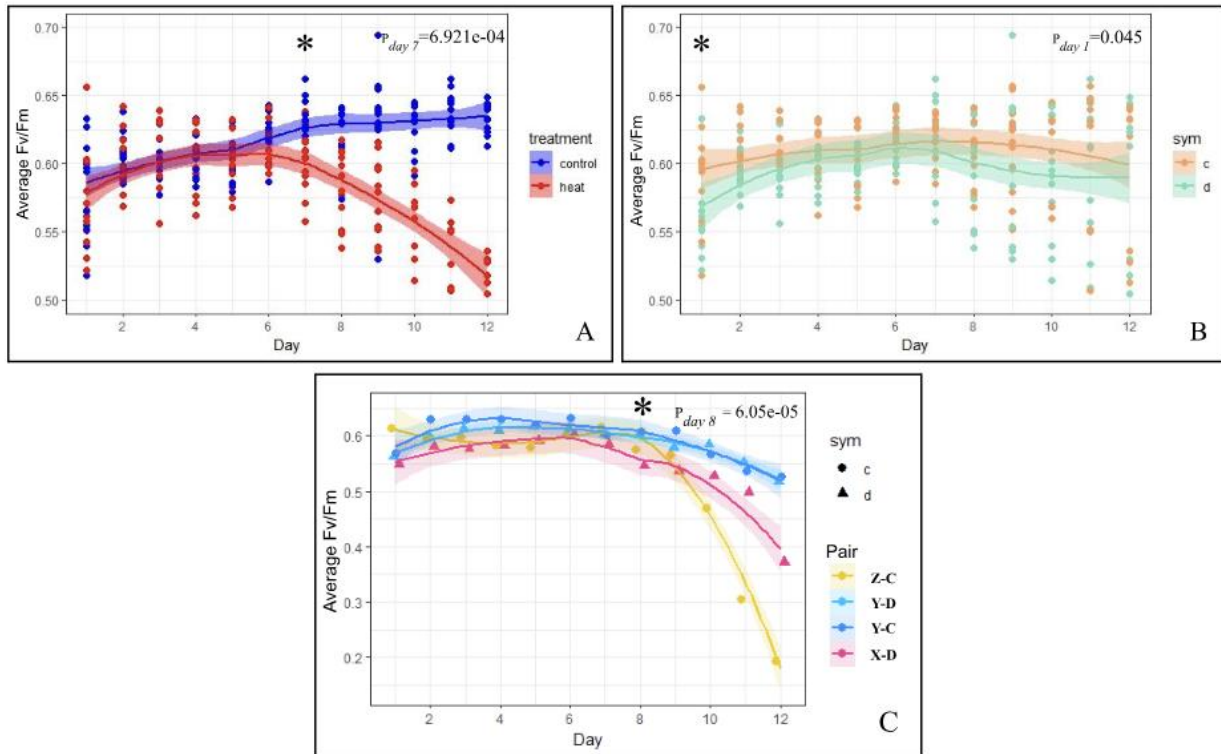 *
P day 7 =6.921e-04
0.70
0.65
0.60
0.55
0.50
Average Fv/Fm
2
4
6
8
10
12
Day
treatment
control
heat
A
*
P day 1 =0.045
0.70
0.65
0.60
0.55
0.50
Average Fv/Fm
2
4
6
8
10
12
Day
sym
c
d
B
*
P day 8 = 6.05e-05
0.6
0.5
0.4
0.3
0.2
Average Fv/Fm
2
4
6
8
10
12
Day
sym
c
d
Pair
Z-C
Y-D
Y-C
X-D
C